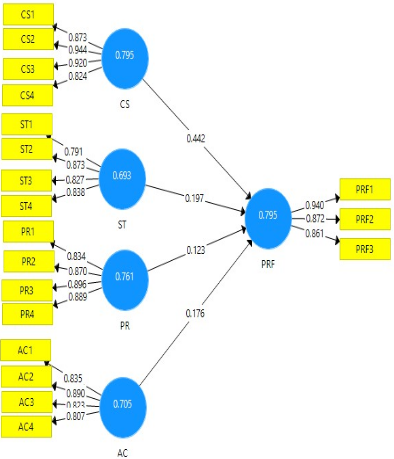 CS1
CS2
CS3
CS4
0.873
0.944
0.920
0.824
0.795
CS
ST1
ST2
ST3
ST4
0.791
0.873
0.827
0.838
0.693
ST
PR1
PR2
PR3
PR4
0.834
0.870
0.896
0.889
0.761
PR
AC1
AC2
AC3
AC4
0.835
0.890
0.823
0.807
0.705
AC
0.442
0.197
0.123
0.176
0.795
PRF
0.940
0.872
0.861
PRF1
PRF2
PRF3